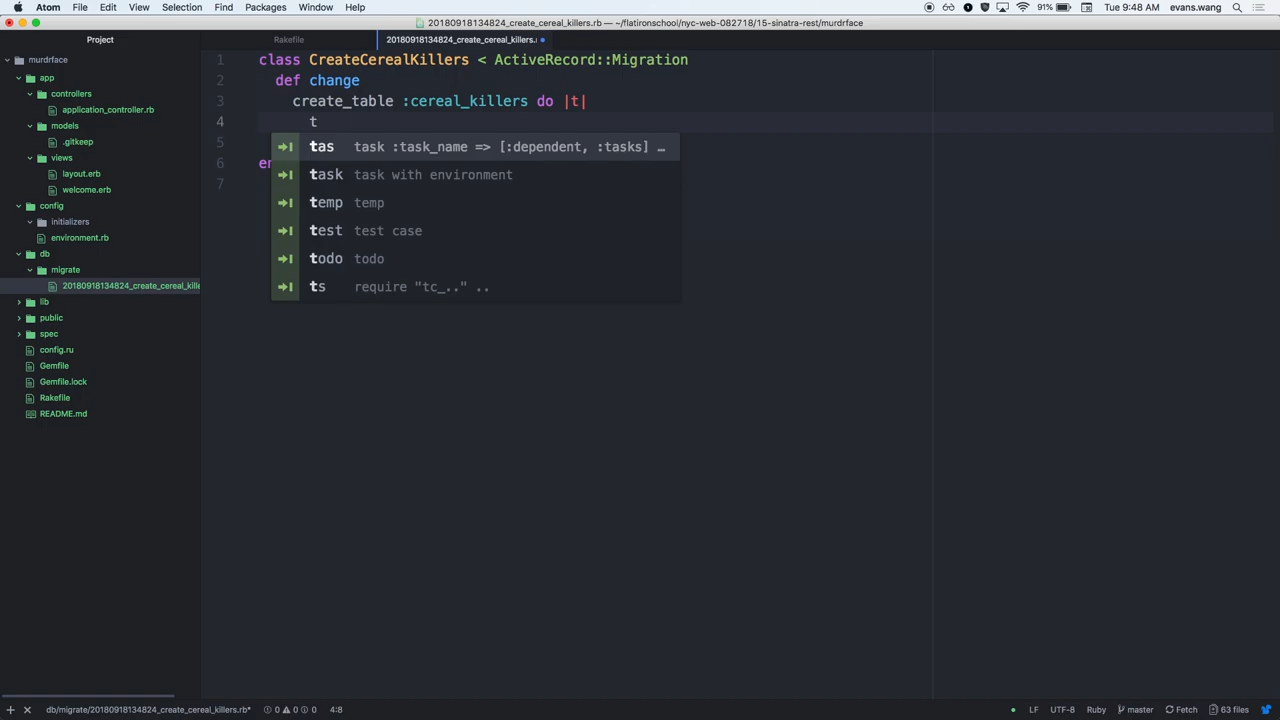 Atom File Edit View Selection Find Packages Window Help 91% Tue 9:48 AM evans.wang
20180918134824_create_cereal_killers.rb — ~/flatironschool/nyc-web-082718/15-sinatra-rest/murdrface
Project
Rakefile
20180918134824_create_cereal_killers.r
murdrface
app
controllers
application_controller.rb
models
.gitkeep
views
layout.erb
welcome.erb
config
initializers
environment.rb
db
migrate
20180918134824_create_cereal_kille
lib
public
spec
config.ru
Gemfile
Gemfile.lock
Rakefile
README.md
1 class CreateCerealKillers < ActiveRecord::Migration
2 def change
3 create_table :cereal_killers do |t|
4 t
5
6 en
7
tas task :task_name => [:dependent, :tasks] …
task task with environment
temp temp
test test case
todo todo
ts require "tc_.." ..
db/migrate/20180918134824_create_cereal_killers.rb* 0 0 0 4:8 LF UTF-8 Ruby master Fetch 63 files